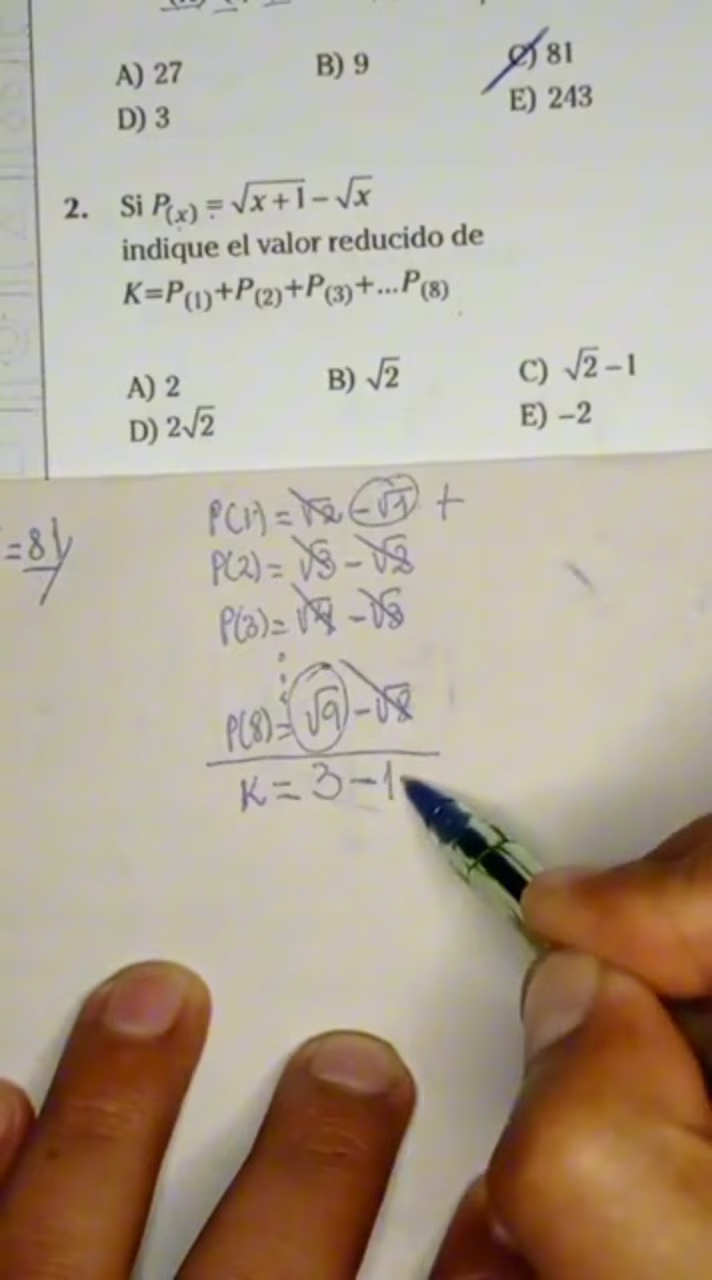 A) 27 B) 9 C) 81
D) 3 E) 243
2. Si P(x) = √x+1 − √x
indique el valor reducido de
K=P(1)+P(2)+P(3)+...P(8)
A) 2 B) √2 C) √2−1
D) 2√2 E) −2
=81
P(1) = √2 − √1 +
P(2) = √3 − √2
P(3) = √4 − √3
P(8) = √9 − √8
K = 3 − 1